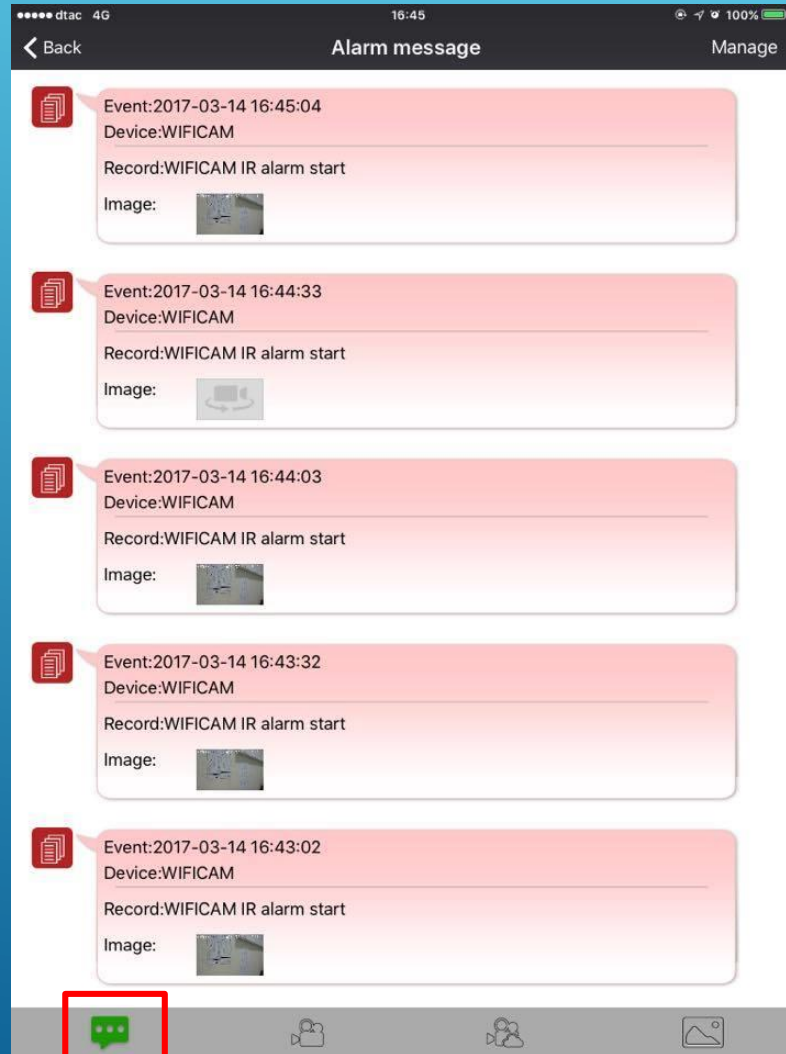 dtac 4G 16:45 100%
Back Alarm message Manage
Event:2017-03-14 16:45:04
Device:WIFICAM
Record:WIFICAM IR alarm start
Image:
Event:2017-03-14 16:44:33
Device:WIFICAM
Record:WIFICAM IR alarm start
Image:
Event:2017-03-14 16:44:03
Device:WIFICAM
Record:WIFICAM IR alarm start
Image:
Event:2017-03-14 16:43:32
Device:WIFICAM
Record:WIFICAM IR alarm start
Image:
Event:2017-03-14 16:43:02
Device:WIFICAM
Record:WIFICAM IR alarm start
Image: